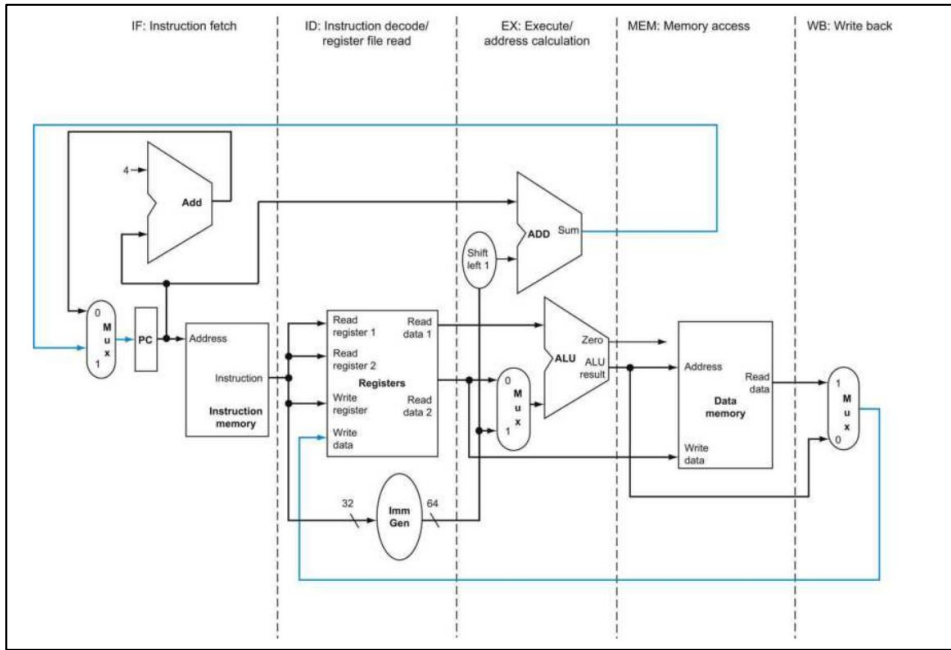 IF: Instruction fetch
ID: Instruction decode/
register file read
EX: Execute/
address calculation
MEM: Memory access
WB: Write back
4
Add
ADD
Sum
Shift
left 1
0
M
u
x
1
PC
Address
Instruction
Instruction
memory
Read
register 1
Read
register 2
Write
register
Write
data
Registers
Read
data 1
Read
data 2
0
M
u
x
1
Zero
ALU
ALU
result
Address
Read
data
Data
memory
Write
data
1
M
u
x
0
32
Imm
Gen
64